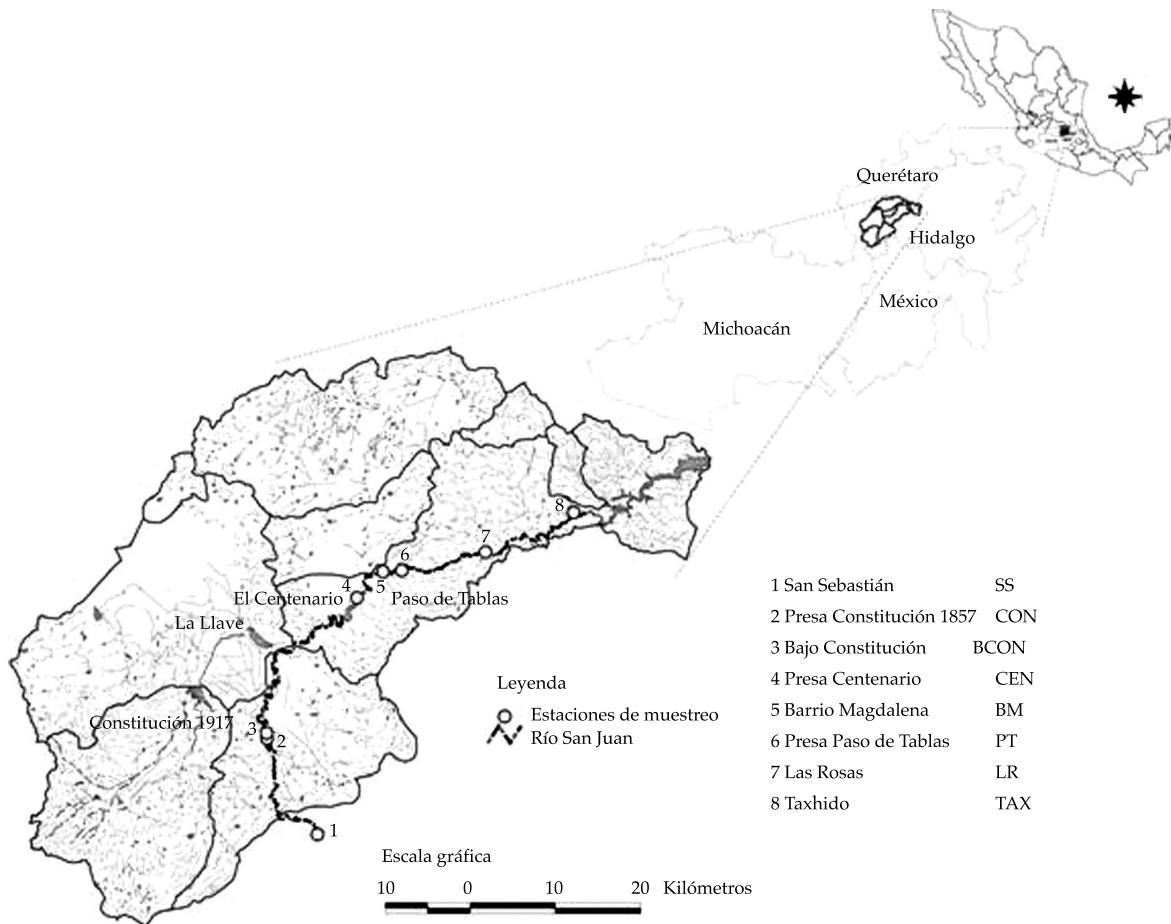 Querétaro
Hidalgo
México
Michoacán
8
7
6
5
4
El Centenario
Paso de Tablas
La Llave
Constitución 1917
3
2
1
Leyenda
Estaciones de muestreo
Río San Juan
1 San Sebastián SS
2 Presa Constitución 1857 CON
3 Bajo Constitución BCON
4 Presa Centenario CEN
5 Barrio Magdalena BM
6 Presa Paso de Tablas PT
7 Las Rosas LR
8 Taxhido TAX
Escala gráfica
10 0 10 20 Kilómetros